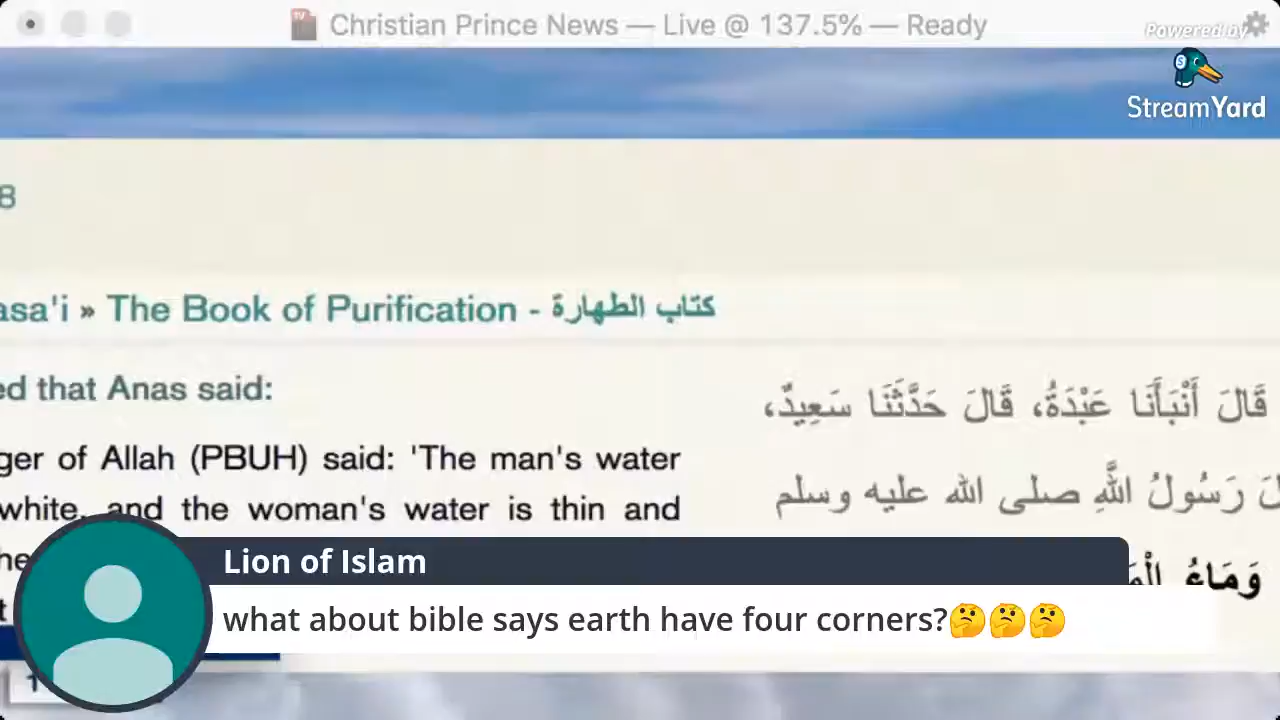 Christian Prince News — Live @ 137.5% — Ready
Powered by
StreamYard
8
asa'i » The Book of Purification - كتاب الطهارة
ed that Anas said:
قَالَ أَنْبَأَنَا عَبْدَةُ، قَالَ حَدَّثَنَا سَعِيدٌ،
ger of Allah (PBUH) said: 'The man's water
رَسُولُ اللَّهِ صلى الله عليه وسلم
white, and the woman's water is thin and
وَمَاءُ
he
Lion of Islam
what about bible says earth have four corners?🤔🤔🤔